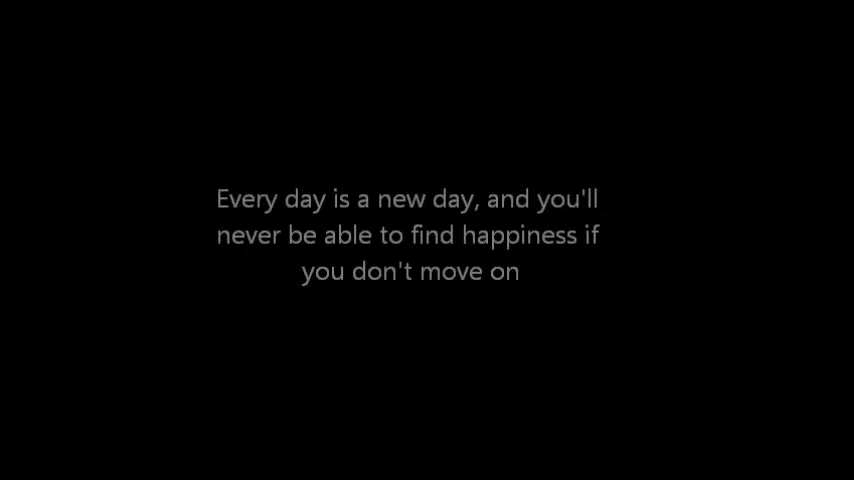 Every day is a new day, and you'll
never be able to find happiness if
you don't move on